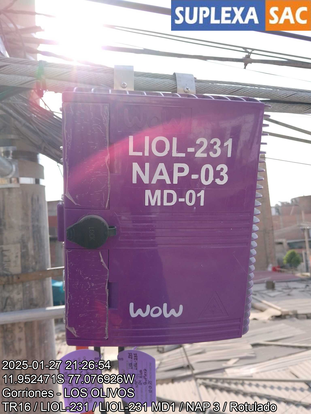 SUPLEXA SAC
LIOL-231
NAP-03
MD-01
wow
2025-01-27 21:26:54
11.952471S 77.076926W
Gorriones - LOS OLIVOS
TR16 / LIOL-231 / LIOL-231 MD1 / NAP 3 / Rotulado